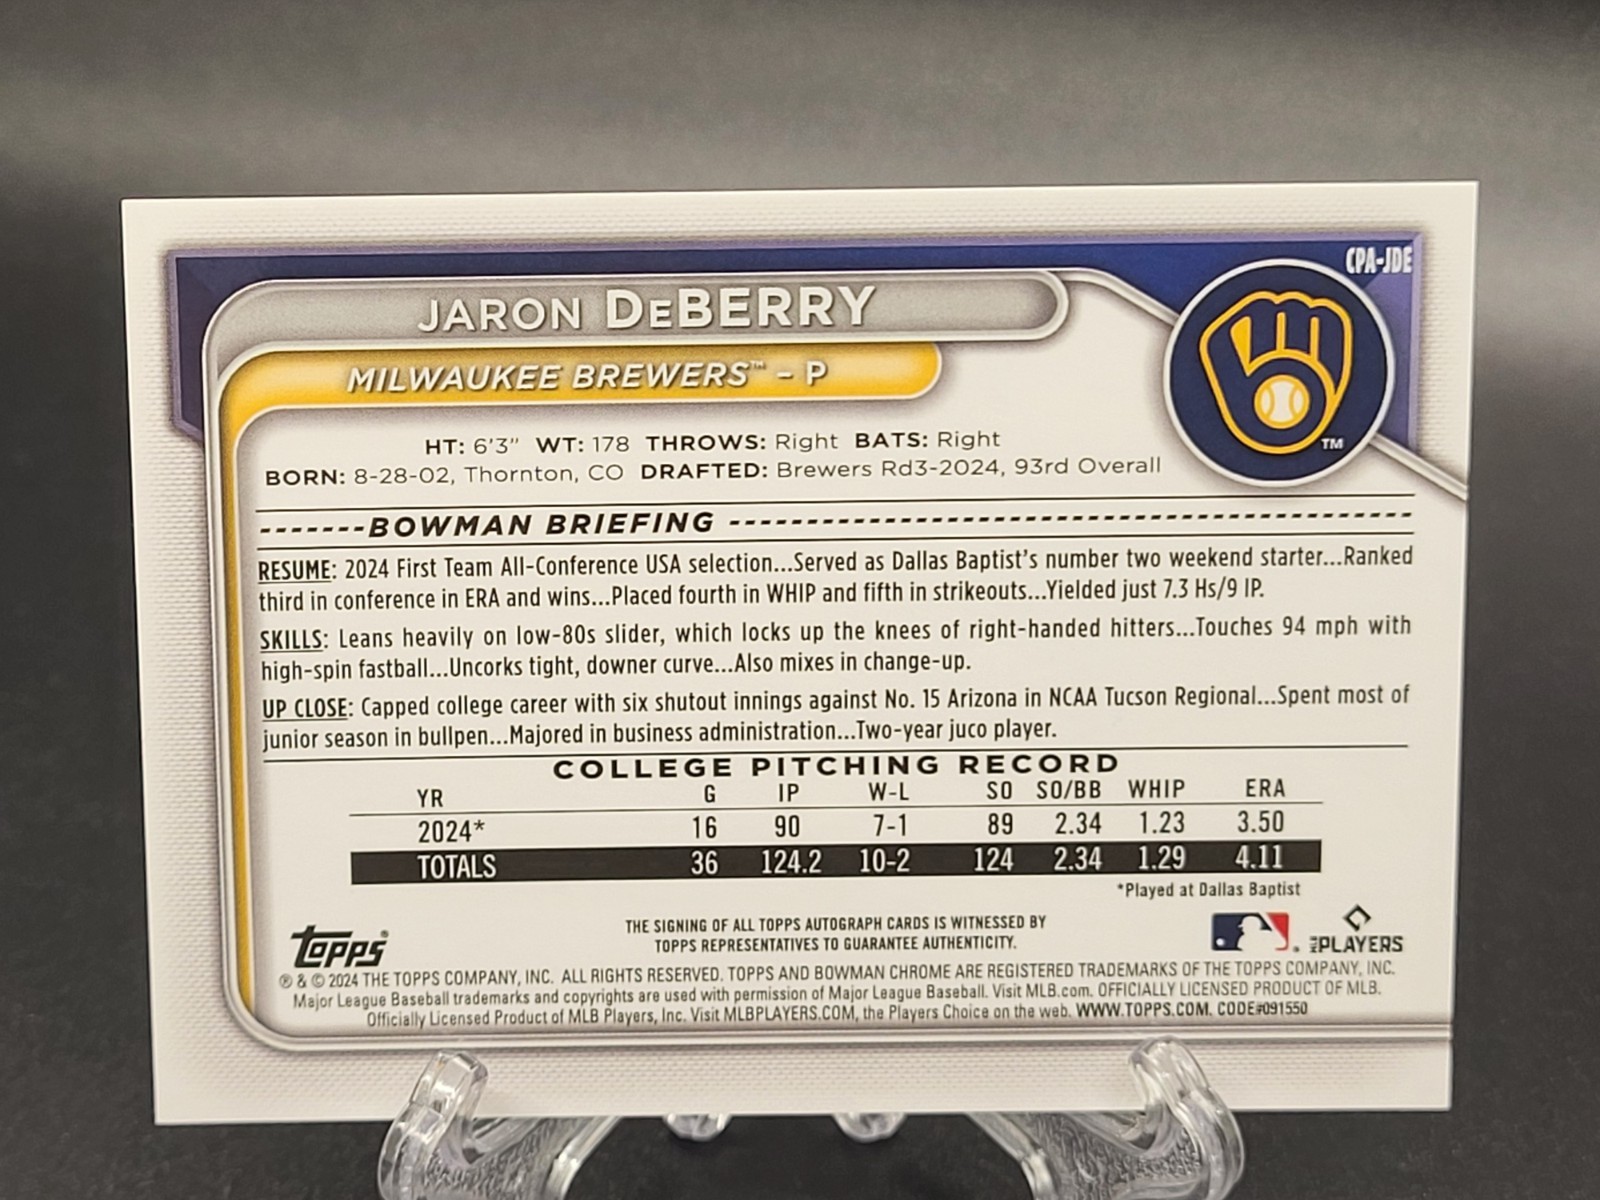 CPA-JDE
JARON DEBERRY
MILWAUKEE BREWERS™ - P
TM
HT: 6'3" WT: 178 THROWS: Right BATS: Right
BORN: 8-28-02, Thornton, CO DRAFTED: Brewers Rd3-2024, 93rd Overall
-------BOWMAN BRIEFING ---------------------------------------------
RESUME: 2024 First Team All-Conference USA selection...Served as Dallas Baptist's number two weekend starter...Ranked
third in conference in ERA and wins...Placed fourth in WHIP and fifth in strikeouts...Yielded just 7.3 Hs/9 IP.
SKILLS: Leans heavily on low-80s slider, which locks up the knees of right-handed hitters...Touches 94 mph with
high-spin fastball...Uncorks tight, downer curve...Also mixes in change-up.
UP CLOSE: Capped college career with six shutout innings against No. 15 Arizona in NCAA Tucson Regional...Spent most of
junior season in bullpen...Majored in business administration...Two-year juco player.
COLLEGE PITCHING RECORD
YR G IP W-L SO SO/BB WHIP ERA
2024* 16 90 7-1 89 2.34 1.23 3.50
TOTALS 36 124.2 10-2 124 2.34 1.29 4.11
*Played at Dallas Baptist
THE SIGNING OF ALL TOPPS AUTOGRAPH CARDS IS WITNESSED BY
TOPPS REPRESENTATIVES TO GUARANTEE AUTHENTICITY.
topps®
MLB PLAYERS
® & © 2024 THE TOPPS COMPANY, INC. ALL RIGHTS RESERVED. TOPPS AND BOWMAN CHROME ARE REGISTERED TRADEMARKS OF THE TOPPS COMPANY, INC.
Major League Baseball trademarks and copyrights are used with permission of Major League Baseball. Visit MLB.com. OFFICIALLY LICENSED PRODUCT OF MLB.
Officially Licensed Product of MLB Players, Inc. Visit MLBPLAYERS.COM, the Players Choice on the web. WWW.TOPPS.COM. CODE#091550